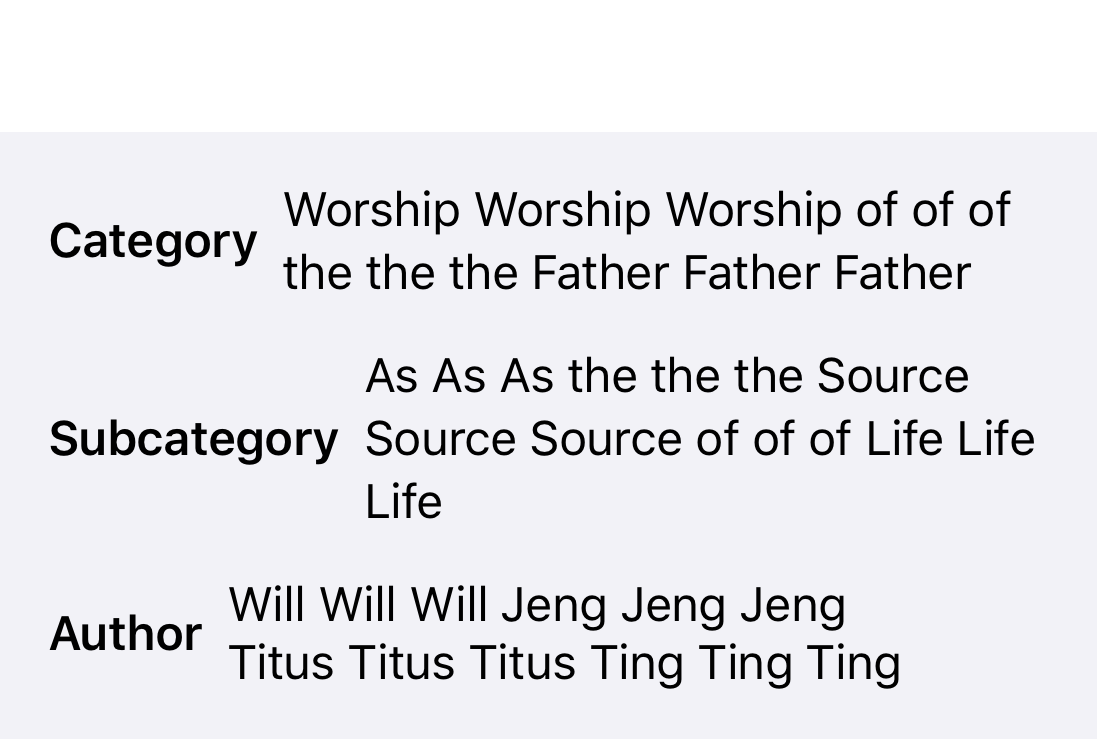 Category
Worship Worship Worship of of of
the the the Father Father Father
Subcategory
As As As the the the Source
Source Source of of of Life Life
Life
Author
Will Will Will Jeng Jeng Jeng
Titus Titus Titus Ting Ting Ting